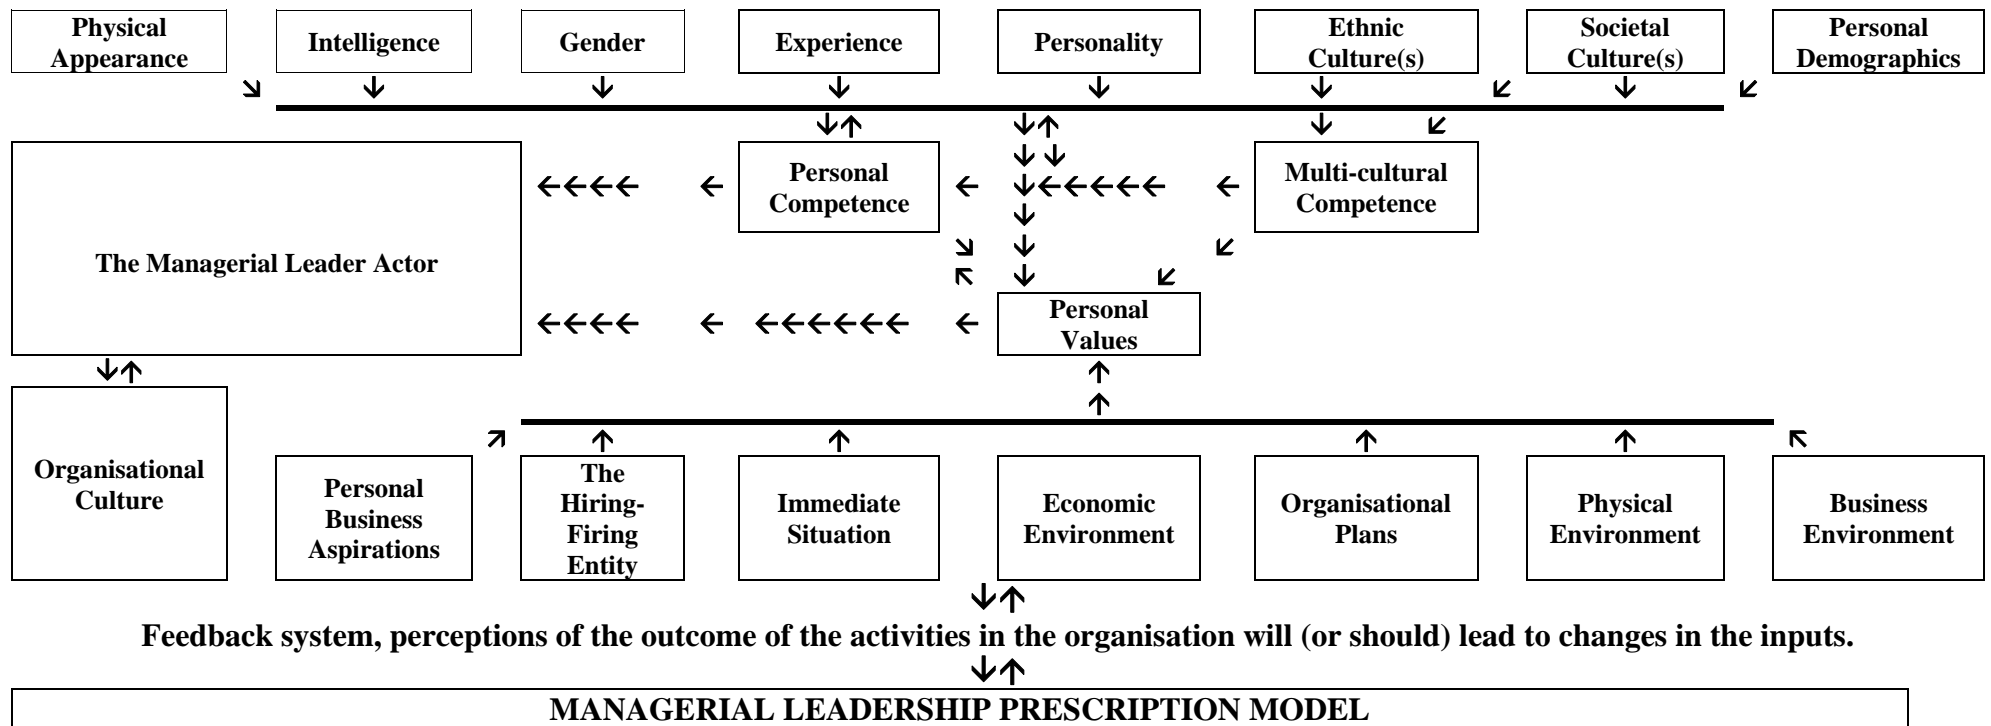 Physical
Appearance
Intelligence
Gender
Experience
Personality
Ethnic
Culture(s)
Societal
Culture(s)
Personal
Demographics
Personal
Competence
Multi-cultural
Competence
The Managerial Leader Actor
Personal
Values
Organisational
Culture
Personal
Business
Aspirations
The
Hiring-
Firing
Entity
Immediate
Situation
Economic
Environment
Organisational
Plans
Physical
Environment
Business
Environment
Feedback system, perceptions of the outcome of the activities in the organisation will (or should) lead to changes in the inputs.
MANAGERIAL LEADERSHIP PRESCRIPTION MODEL